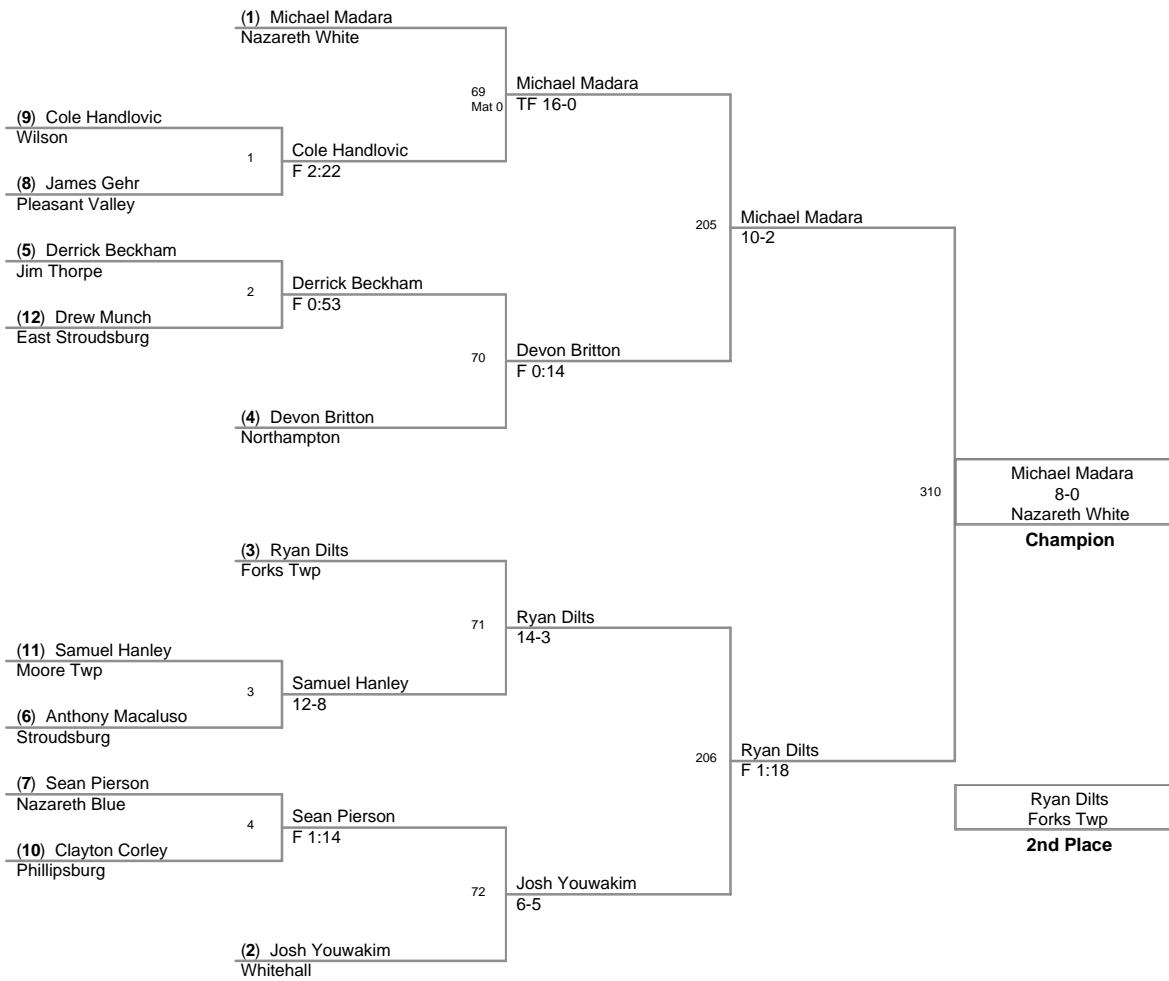 (1) Michael Madara
Nazareth White
69
Mat 0
Michael Madara
TF 16-0
(9) Cole Handlovic
Wilson
1
Cole Handlovic
F 2:22
(8) James Gehr
Pleasant Valley
205
Michael Madara
10-2
(5) Derrick Beckham
Jim Thorpe
2
Derrick Beckham
F 0:53
(12) Drew Munch
East Stroudsburg
70
Devon Britton
F 0:14
(4) Devon Britton
Northampton
310
Michael Madara
8-0
Nazareth White
Champion
(3) Ryan Dilts
Forks Twp
71
Ryan Dilts
14-3
(11) Samuel Hanley
Moore Twp
3
Samuel Hanley
12-8
(6) Anthony Macaluso
Stroudsburg
206
Ryan Dilts
F 1:18
(7) Sean Pierson
Nazareth Blue
4
Sean Pierson
F 1:14
(10) Clayton Corley
Phillipsburg
Ryan Dilts
Forks Twp
2nd Place
72
Josh Youwakim
6-5
(2) Josh Youwakim
Whitehall